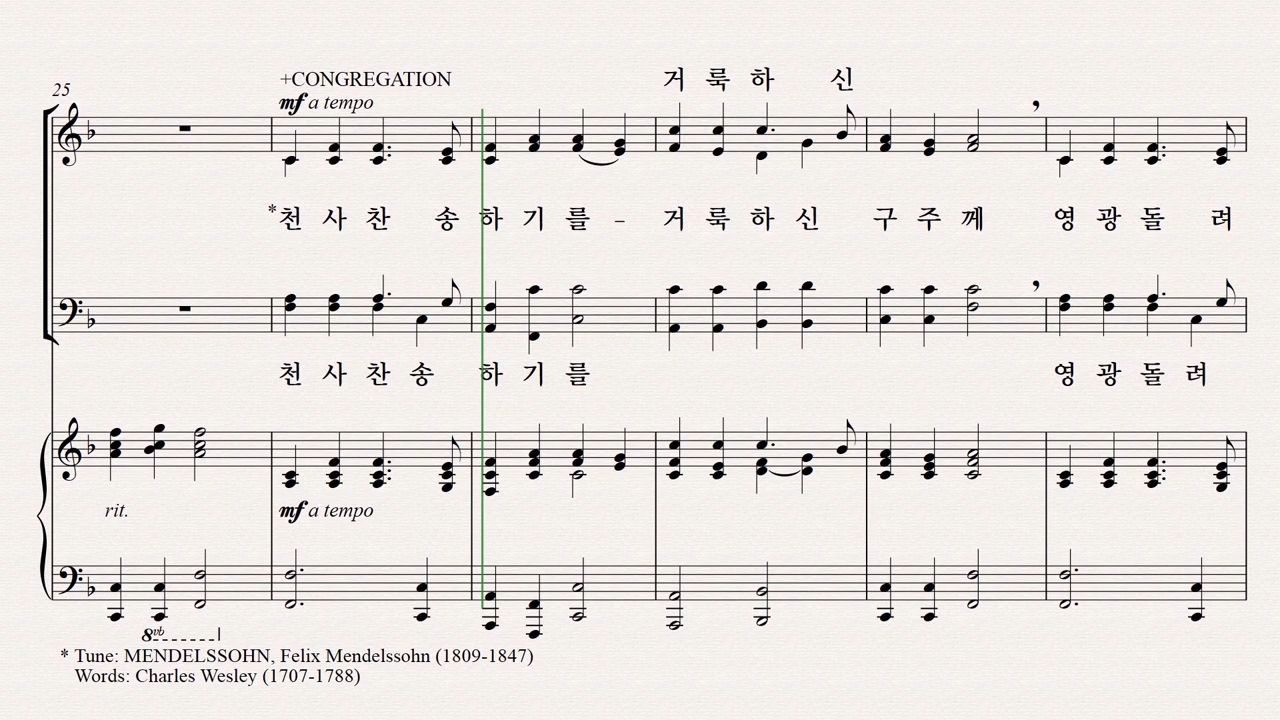 +CONGREGATION
거 룩 하 신
25
mf a tempo
*천 사 찬 송 하 기 를 – 거 룩 하 신 구 주 께 영 광 돌 려
천 사 찬 송 하 기 를 영 광 돌 려
rit.
mf a tempo
8vb
* Tune: MENDELSSOHN, Felix Mendelssohn (1809-1847)
Words: Charles Wesley (1707-1788)